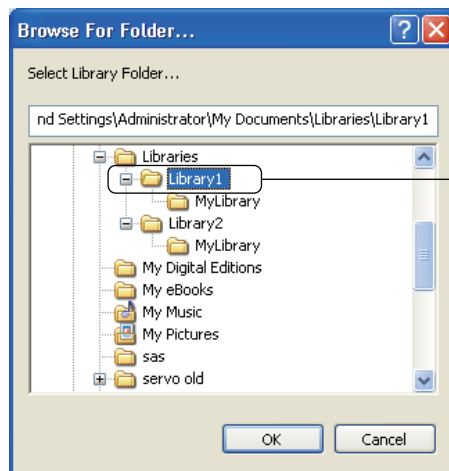 Browse For Folder...
Select Library Folder...
nd Settings\Administrator\My Documents\Libraries\Library1
Libraries
Library1
MyLibrary
Library2
MyLibrary
My Digital Editions
My eBooks
My Music
My Pictures
sas
servo old
OK Cancel